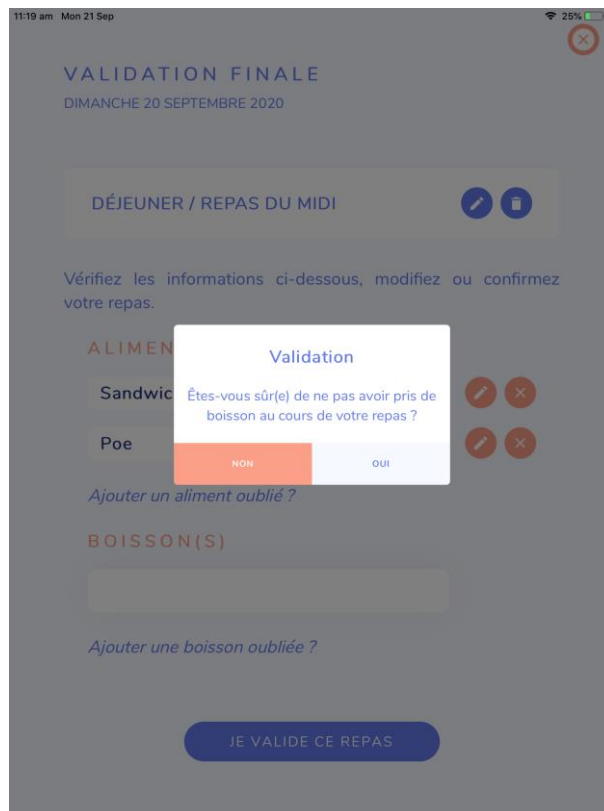 11:19 am Mon 21 Sep 25%
VALIDATION FINALE
DIMANCHE 20 SEPTEMBRE 2020
DÉJEUNER / REPAS DU MIDI
Vérifiez les informations ci-dessous, modifiez ou confirmez
votre repas.
ALIMEN
Validation
Sandwic
Êtes-vous sûr(e) de ne pas avoir pris de
boisson au cours de votre repas ?
Poe
NON OUI
Ajouter un aliment oublié ?
BOISSON(S)
Ajouter une boisson oubliée ?
JE VALIDE CE REPAS